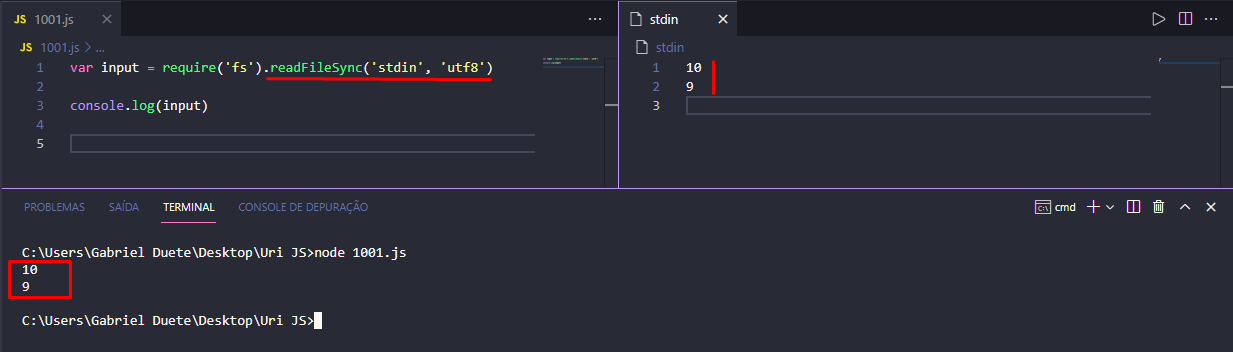 JS 1001.js ×
JS 1001.js > ...
1 var input = require('fs').readFileSync('stdin', 'utf8')
2
3 console.log(input)
4
5
stdin ×
stdin
1 10
2 9
3
PROBLEMAS SAÍDA TERMINAL CONSOLE DE DEPURAÇÃO
cmd
C:\Users\Gabriel Duete\Desktop\Uri JS>node 1001.js
10
9
C:\Users\Gabriel Duete\Desktop\Uri JS>